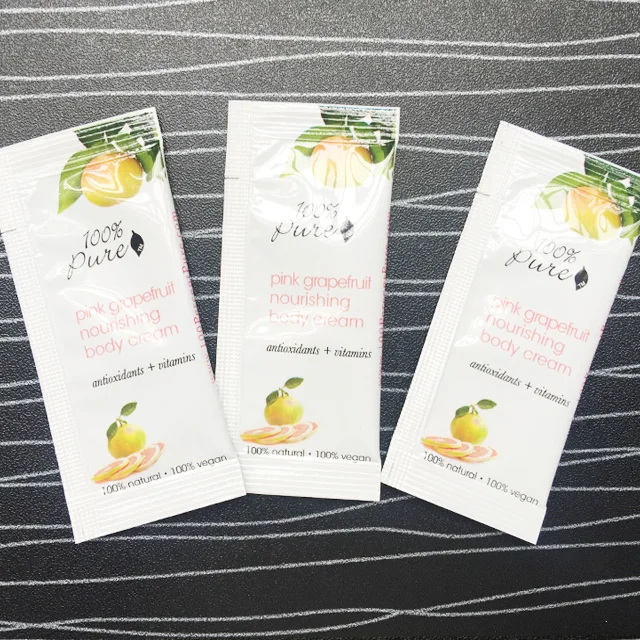 100%
pure
pink grapefruit
nourishing
body cream
antioxidants + vitamins
100% natural • 100% vegan
100%
pure
pink grapefruit
nourishing
body cream
antioxidants + vitamins
100% natural • 100% vegan
100%
pure
pink grapefruit
nourishing
body cream
antioxidants + vitamins
100% natural • 100% vegan